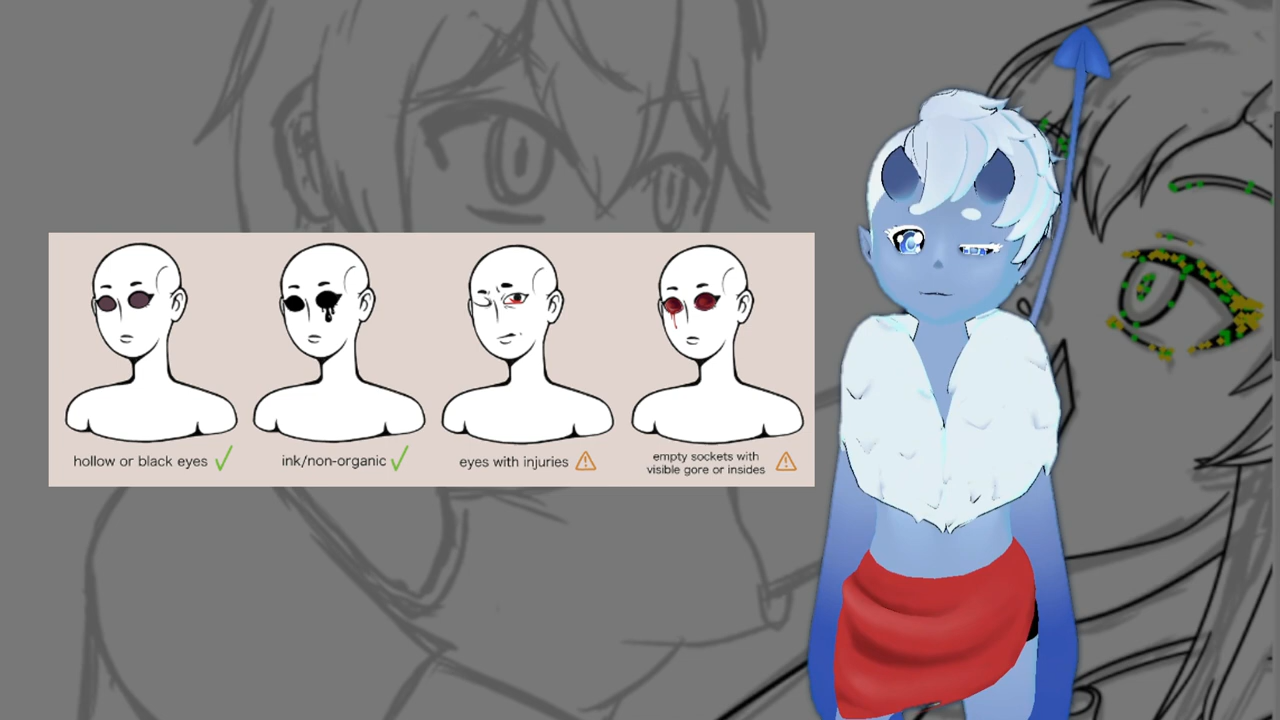 hollow or black eyes
ink/non-organic
eyes with injuries
empty sockets with
visible gore or insides